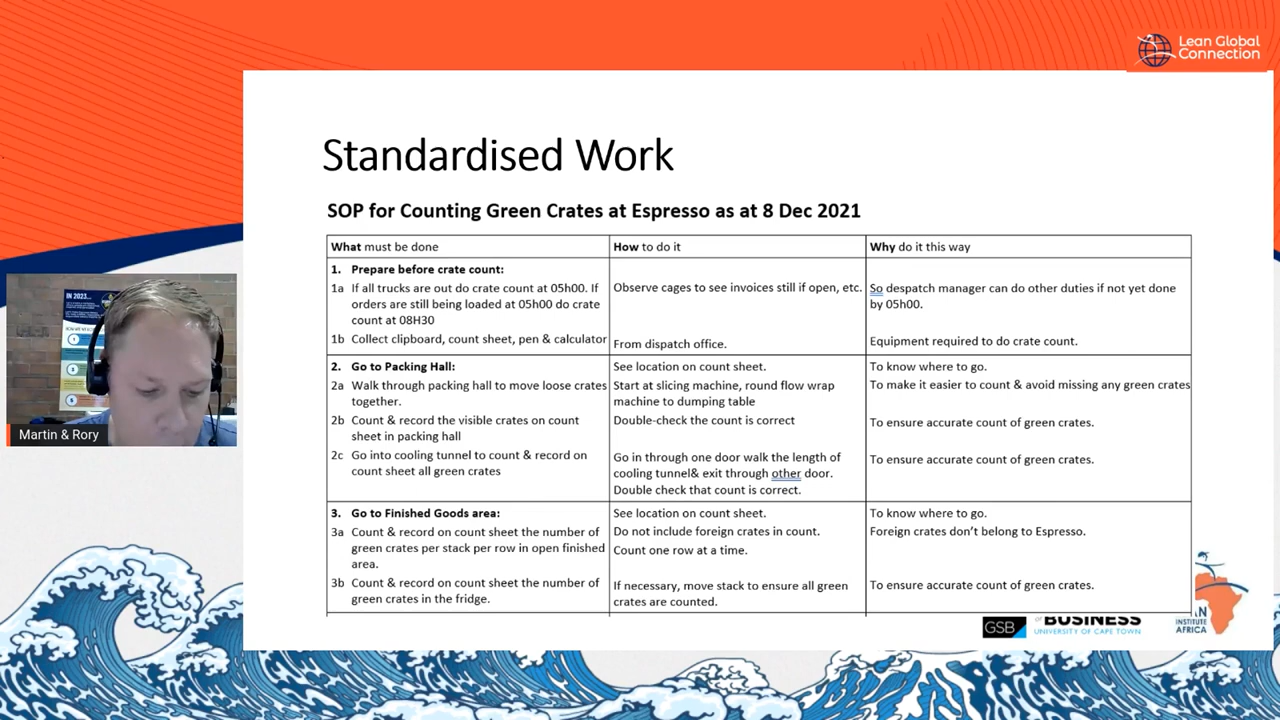 Lean Global
Connection
Standardised Work
SOP for Counting Green Crates at Espresso as at 8 Dec 2021
What must be done
How to do it
Why do it this way
1. Prepare before crate count:
1a If all trucks are out do crate count at 05h00. If
orders are still being loaded at 05h00 do crate
count at 08H30
Observe cages to see invoices still if open, etc.
So despatch manager can do other duties if not yet done
by 05h00.
1b Collect clipboard, count sheet, pen & calculator
From dispatch office.
Equipment required to do crate count.
2. Go to Packing Hall:
See location on count sheet.
To know where to go.
2a Walk through packing hall to move loose crates
together.
Start at slicing machine, round flow wrap
machine to dumping table
To make it easier to count & avoid missing any green crates
2b Count & record the visible crates on count
sheet in packing hall
Double-check the count is correct
To ensure accurate count of green crates.
2c Go into cooling tunnel to count & record on
count sheet all green crates
Go in through one door walk the length of
cooling tunnel& exit through other door.
Double check that count is correct.
To ensure accurate count of green crates.
3. Go to Finished Goods area:
See location on count sheet.
To know where to go.
3a Count & record on count sheet the number of
green crates per stack per row in open finished
area.
Do not include foreign crates in count.
Count one row at a time.
Foreign crates don't belong to Espresso.
3b Count & record on count sheet the number of
green crates in the fridge.
If necessary, move stack to ensure all green
crates are counted.
To ensure accurate count of green crates.
IN 2023...
Martin & Rory
GSB
BUSINESS
UNIVERSITY OF CAPE TOWN
INSTITUTE
AFRICA